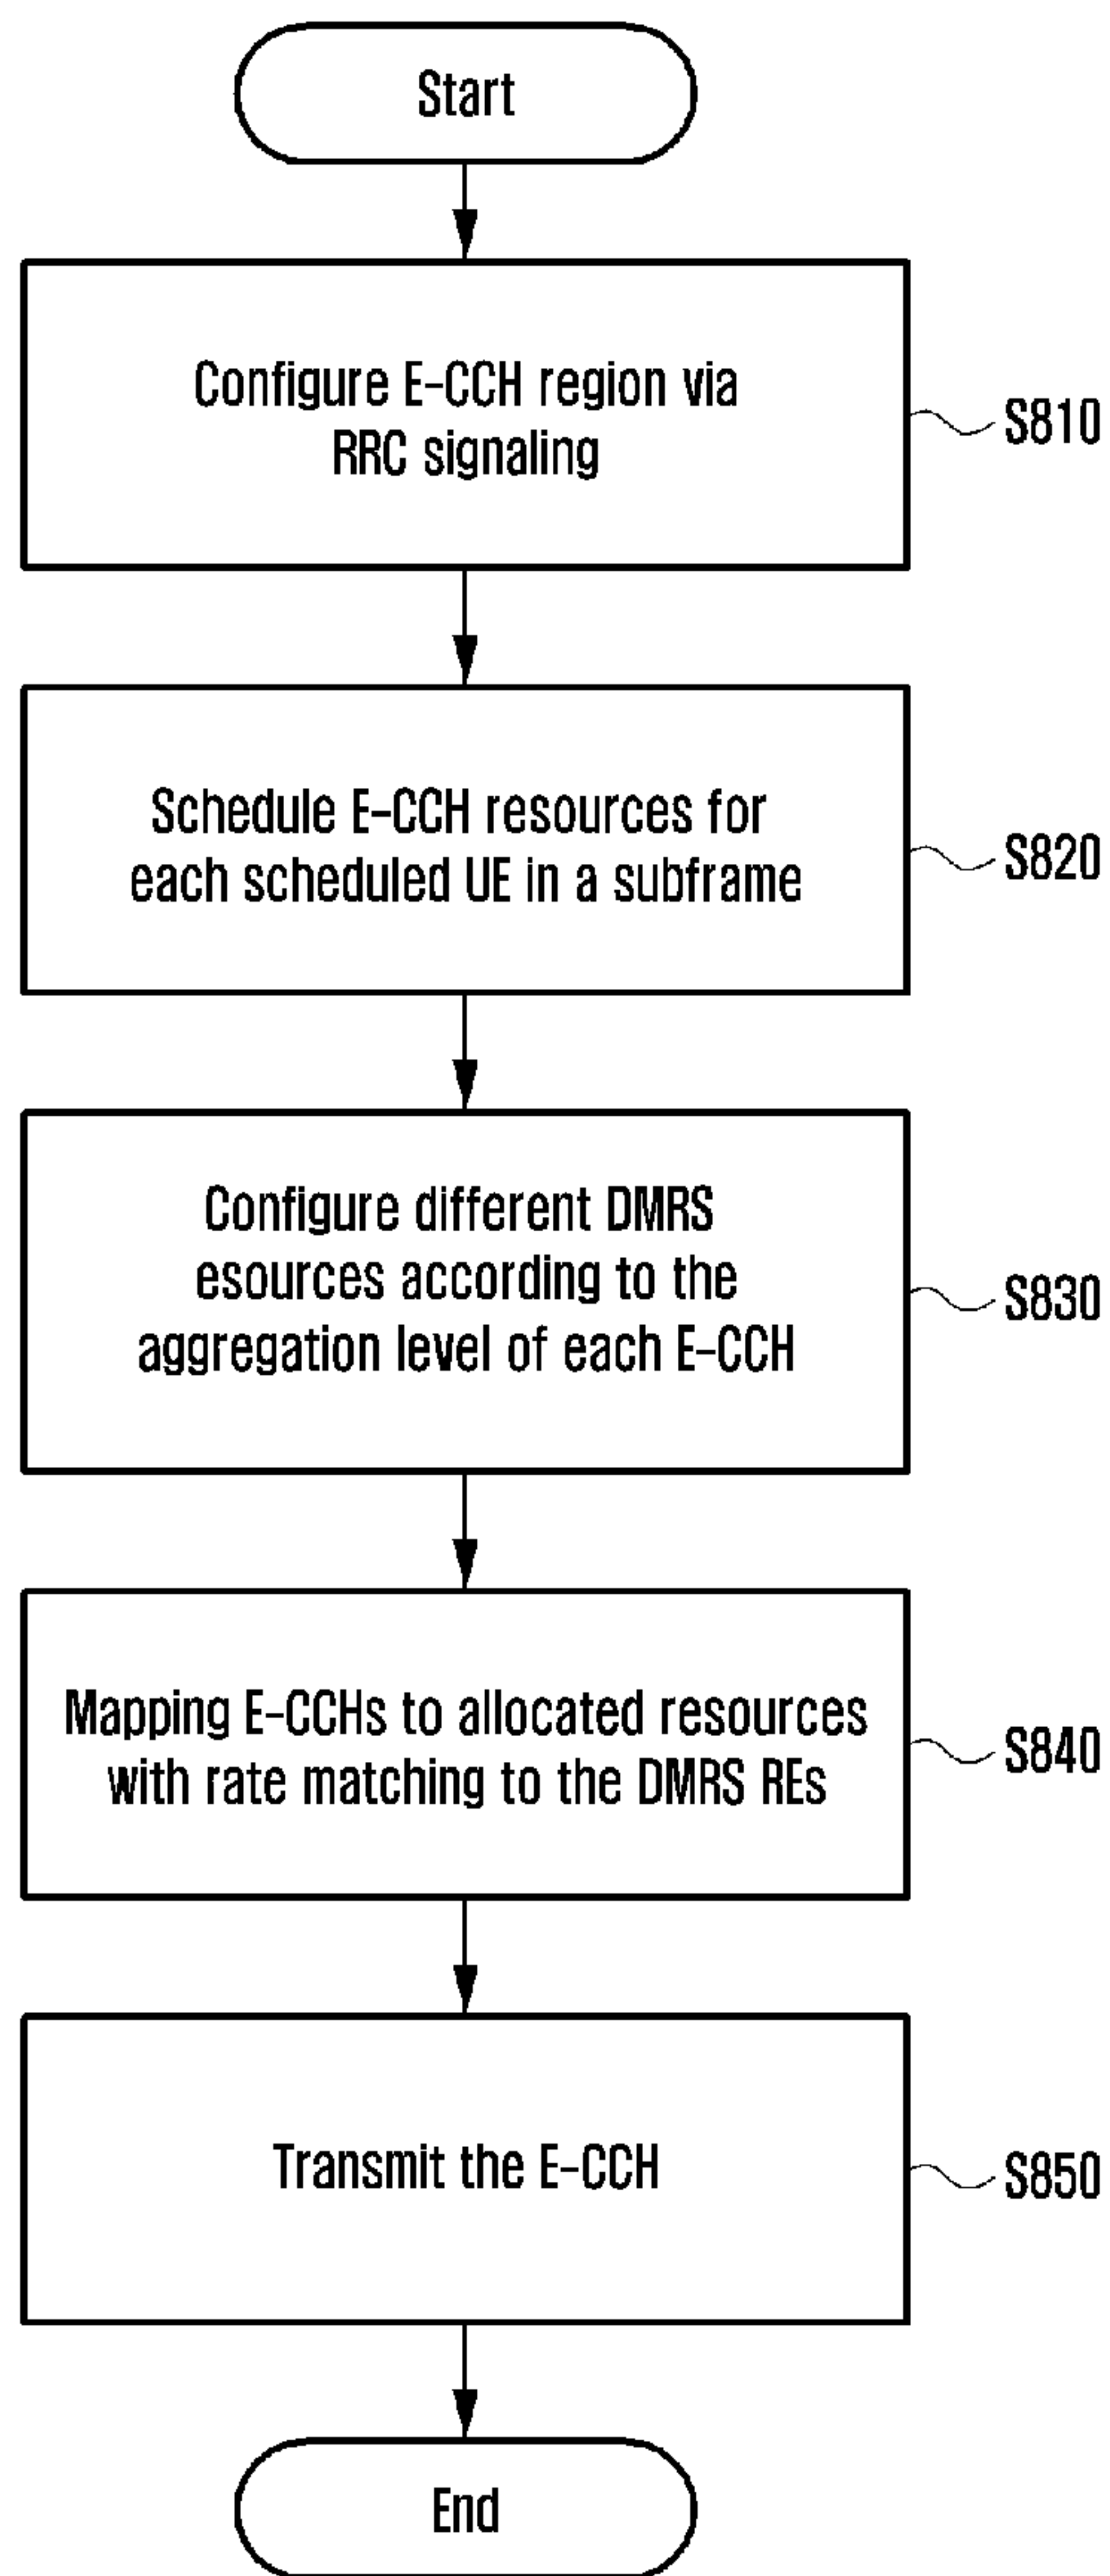 Start
Configure E-CCH region via
RRC signaling
S810
Schedule E-CCH resources for
each scheduled UE in a subframe
S820
Configure different DMRS
esources according to the
aggregation level of each E-CCH
S830
Mapping E-CCHs to allocated resources
with rate matching to the DMRS REs
S840
Transmit the E-CCH
S850
End